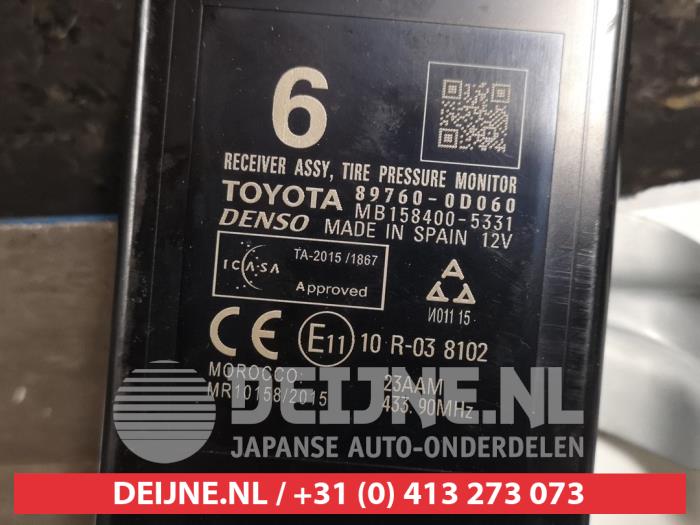 6
RECEIVER ASSY, TIRE PRESSURE MONITOR
TOYOTA 89760-0D060
DENSO MB158400-5331
MADE IN SPAIN 12V
ICASA TA-2015/1867
Approved
И011 15
CE E11 10 R-03 8102
MOROCCO
MR10158/2015
23AAM
433.90MHz
DEIJNE.NL
JAPANSE AUTO-ONDERDELEN
DEIJNE.NL / +31 (0) 413 273 073